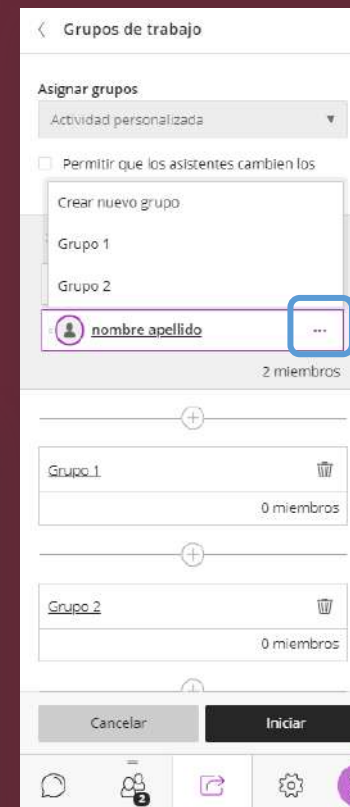 Grupos de trabajo
Asignar grupos
Actividad personalizada
Permitir que los asistentes cambien los
Crear nuevo grupo
Grupo 1
Grupo 2
nombre apellido
2 miembros
Grupo 1
0 miembros
Grupo 2
0 miembros
Cancelar Iniciar
2